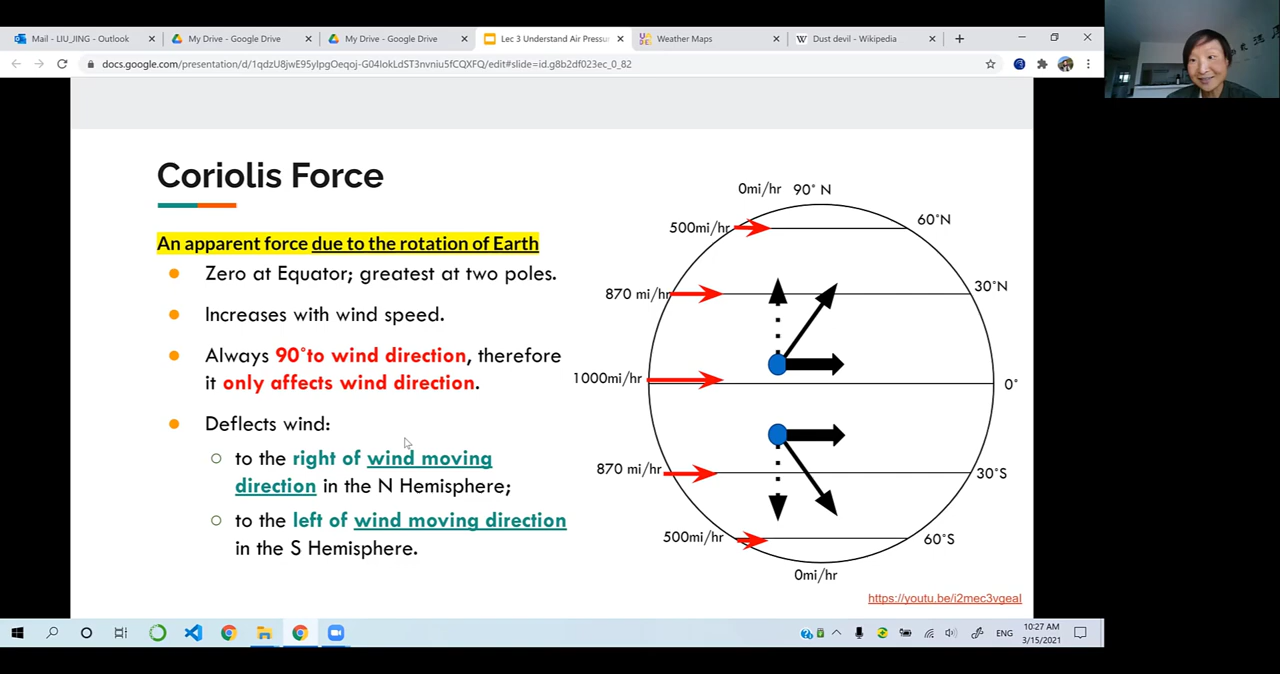 Mail - LIU_JING - Outlook
My Drive - Google Drive
My Drive - Google Drive
Lec 3 Understand Air Pressu
Weather Maps
Dust devil - Wikipedia
docs.google.com/presentation/d/1qdzU8jwE95ylpgOeqoj-G04lokLdST3nvniu5fCQXFQ/edit#slide=id.g8b2df023ec_0_82
Coriolis Force
An apparent force due to the rotation of Earth
Zero at Equator; greatest at two poles.
Increases with wind speed.
Always 90˚to wind direction, therefore
it only affects wind direction.
Deflects wind:
to the right of wind moving
direction in the N Hemisphere;
to the left of wind moving direction
in the S Hemisphere.
0mi/hr 90˚ N
500mi/hr 60˚N
870 mi/hr 30˚N
1000mi/hr 0˚
870 mi/hr 30˚S
500mi/hr 60˚S
0mi/hr
https://youtu.be/i2mec3vgeaI
ENG
10:27 AM
3/15/2021